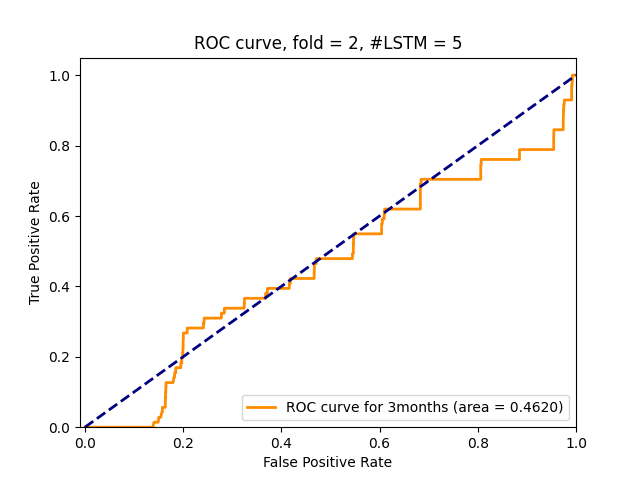 ROC curve, fold = 2, #LSTM = 5
1.0
0.8
0.6
0.4
0.2
0.0
True Positive Rate
ROC curve for 3months (area = 0.4620)
0.0 0.2 0.4 0.6 0.8 1.0
False Positive Rate